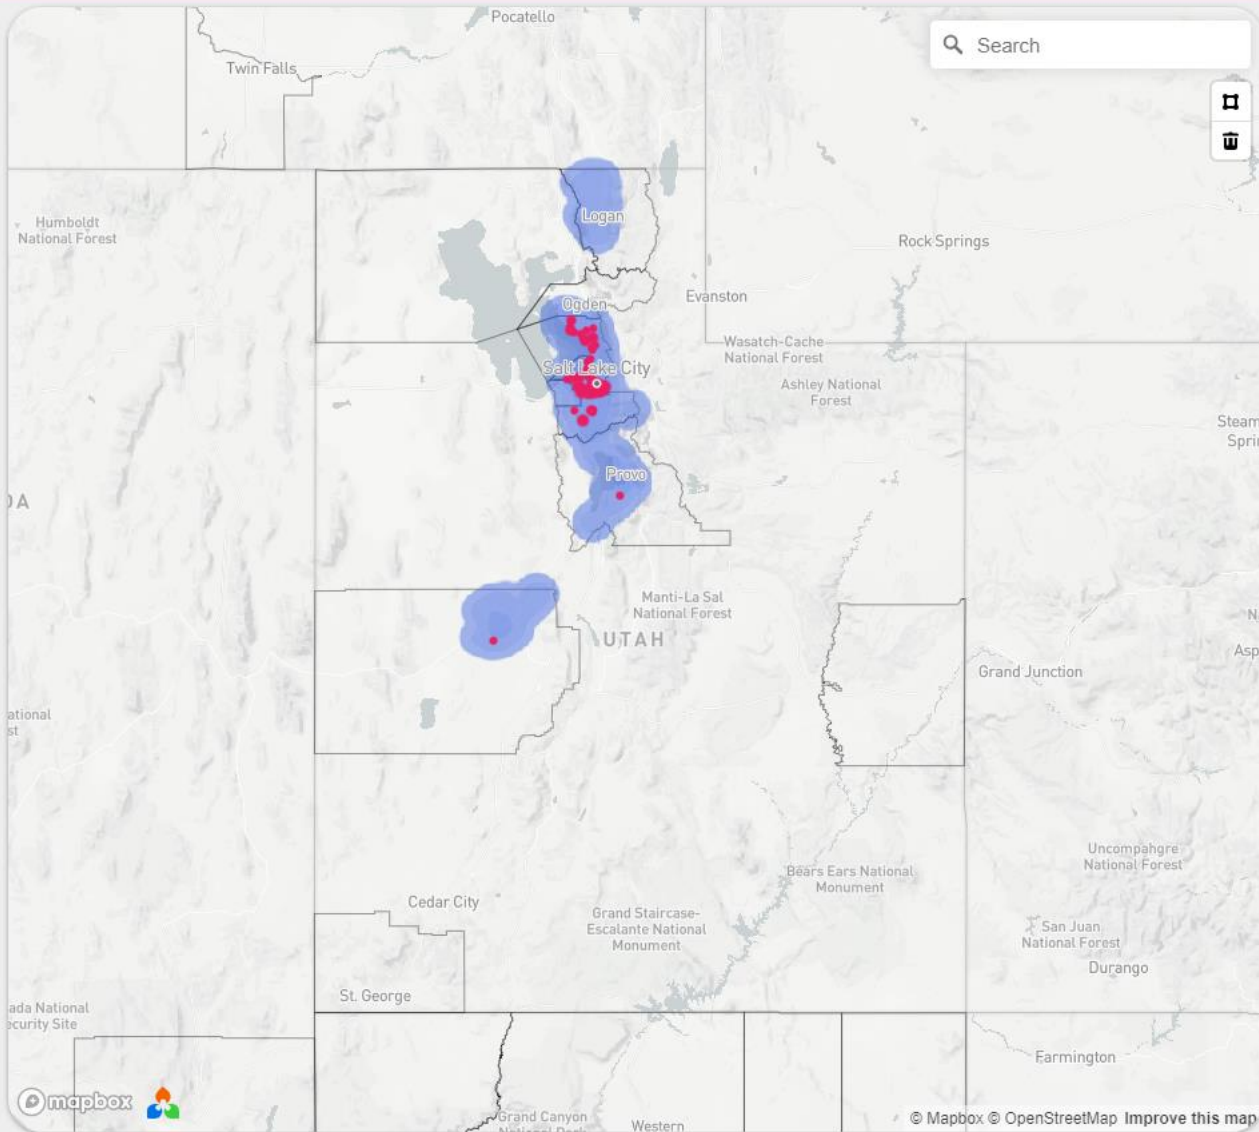 Pocatello
Search
Twin Falls
Logan
Humboldt
National Forest
Rock Springs
Evanston
Ogden
Wasatch-Cache
National Forest
Salt Lake City
Ashley National
Forest
Steam
Sprin
Provo
DA
Manti-La Sal
National Forest
UTAH
N
Asp
Grand Junction
ational
st
Uncompahgre
National Forest
Bears Ears National
Monument
Cedar City
Grand Staircase-
Escalante National
Monument
San Juan
National Forest
Durango
St. George
ada National
ecurity Site
Farmington
mapbox
Grand Canyon
National Park
Western
© Mapbox © OpenStreetMap Improve this map